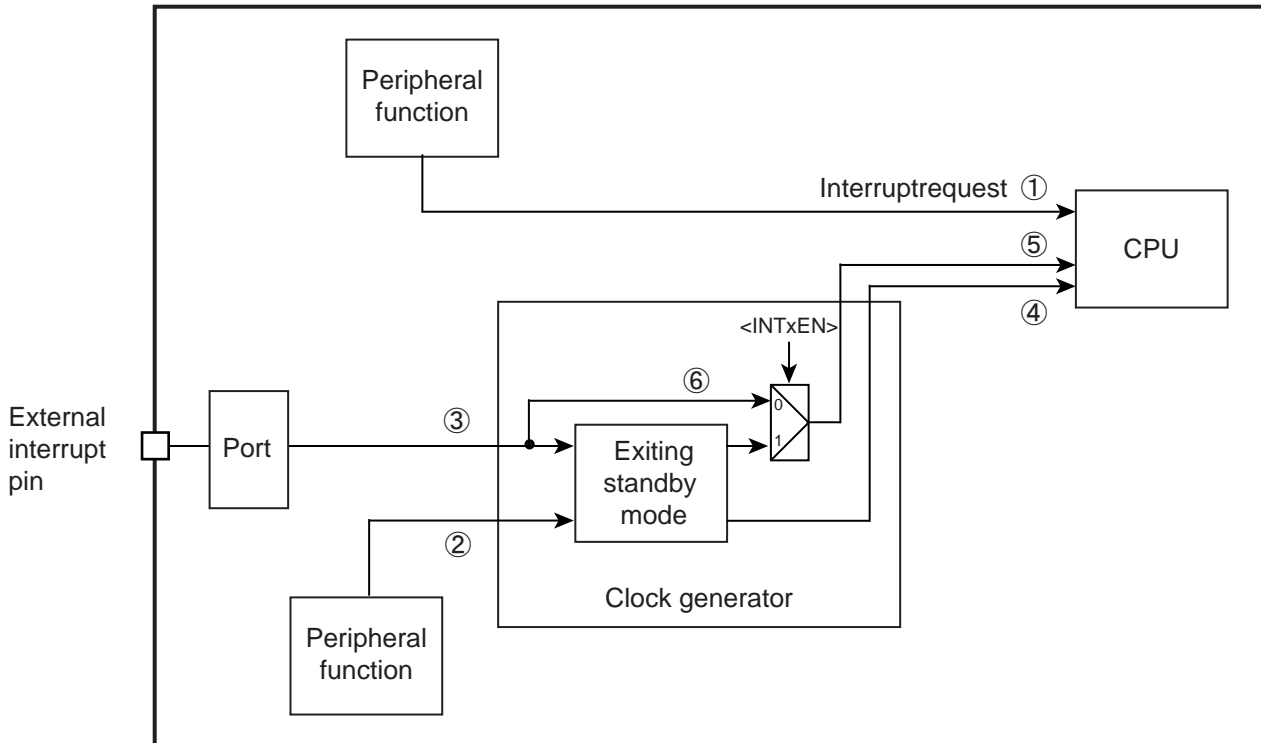 Peripheral
function
Interruptrequest ①
CPU
⑤
④
<INTxEN>
⑥
0
1
External
interrupt
pin
Port
③
Exiting
standby
mode
②
Clock generator
Peripheral
function